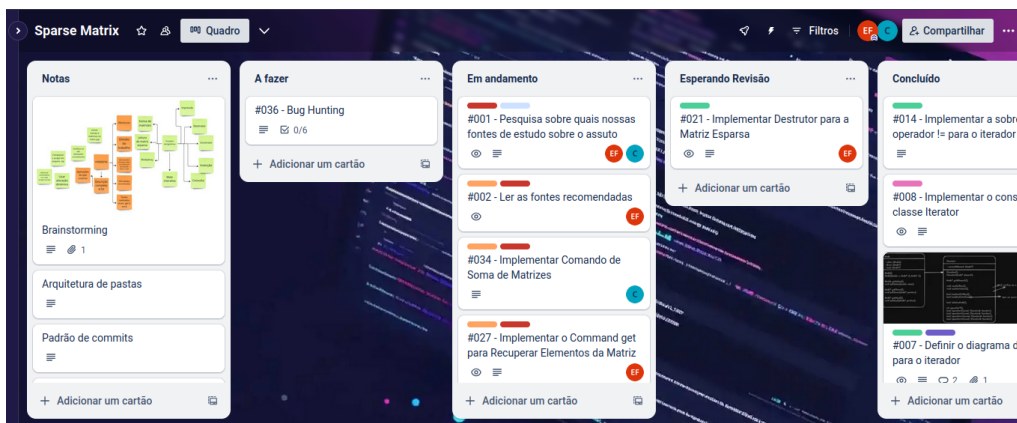 Sparse Matrix
Quadro
Filtros
EF
C
Compartilhar
Notas
Brainstorming
1
Arquitetura de pastas
Padrão de commits
Adicionar um cartão
A fazer
#036 - Bug Hunting
0/6
Adicionar um cartão
Em andamento
#001 - Pesquisa sobre quais nossas
fontes de estudo sobre o assuto
EF
C
#002 - Ler as fontes recomendadas
EF
#034 - Implementar Comando de
Soma de Matrizes
C
#027 - Implementar o Command get
para Recuperar Elementos da Matriz
EF
Adicionar um cartão
Esperando Revisão
#021 - Implementar Destrutor para a
Matriz Esparsa
EF
Adicionar um cartão
Concluído
#014 - Implementar a sobre
operador != para o iterador
#008 - Implementar o cons
classe Iterator
#007 - Definir o diagrama d
para o iterador
2
1
Adicionar um cartão